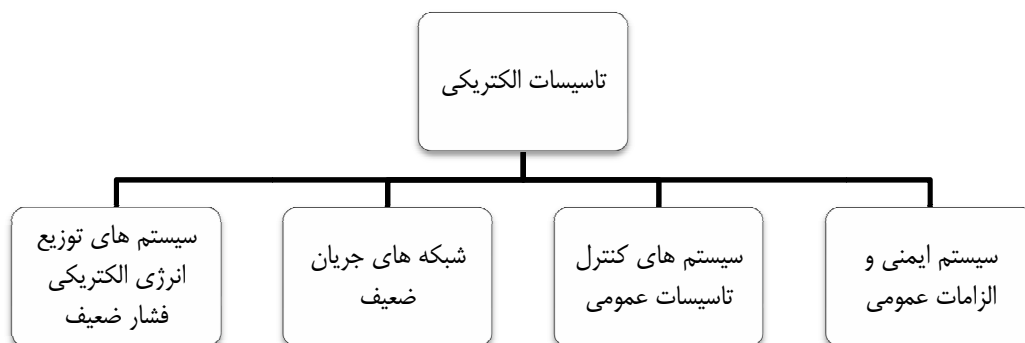 تاسیسات الکتریکی
سیستم ایمنی و
الزامات عمومی
سیستم های کنترل
تاسیسات عمومی
شبکه های جریان
ضعیف
سیستم های توزیع
انرژی الکتریکی
فشار ضعیف